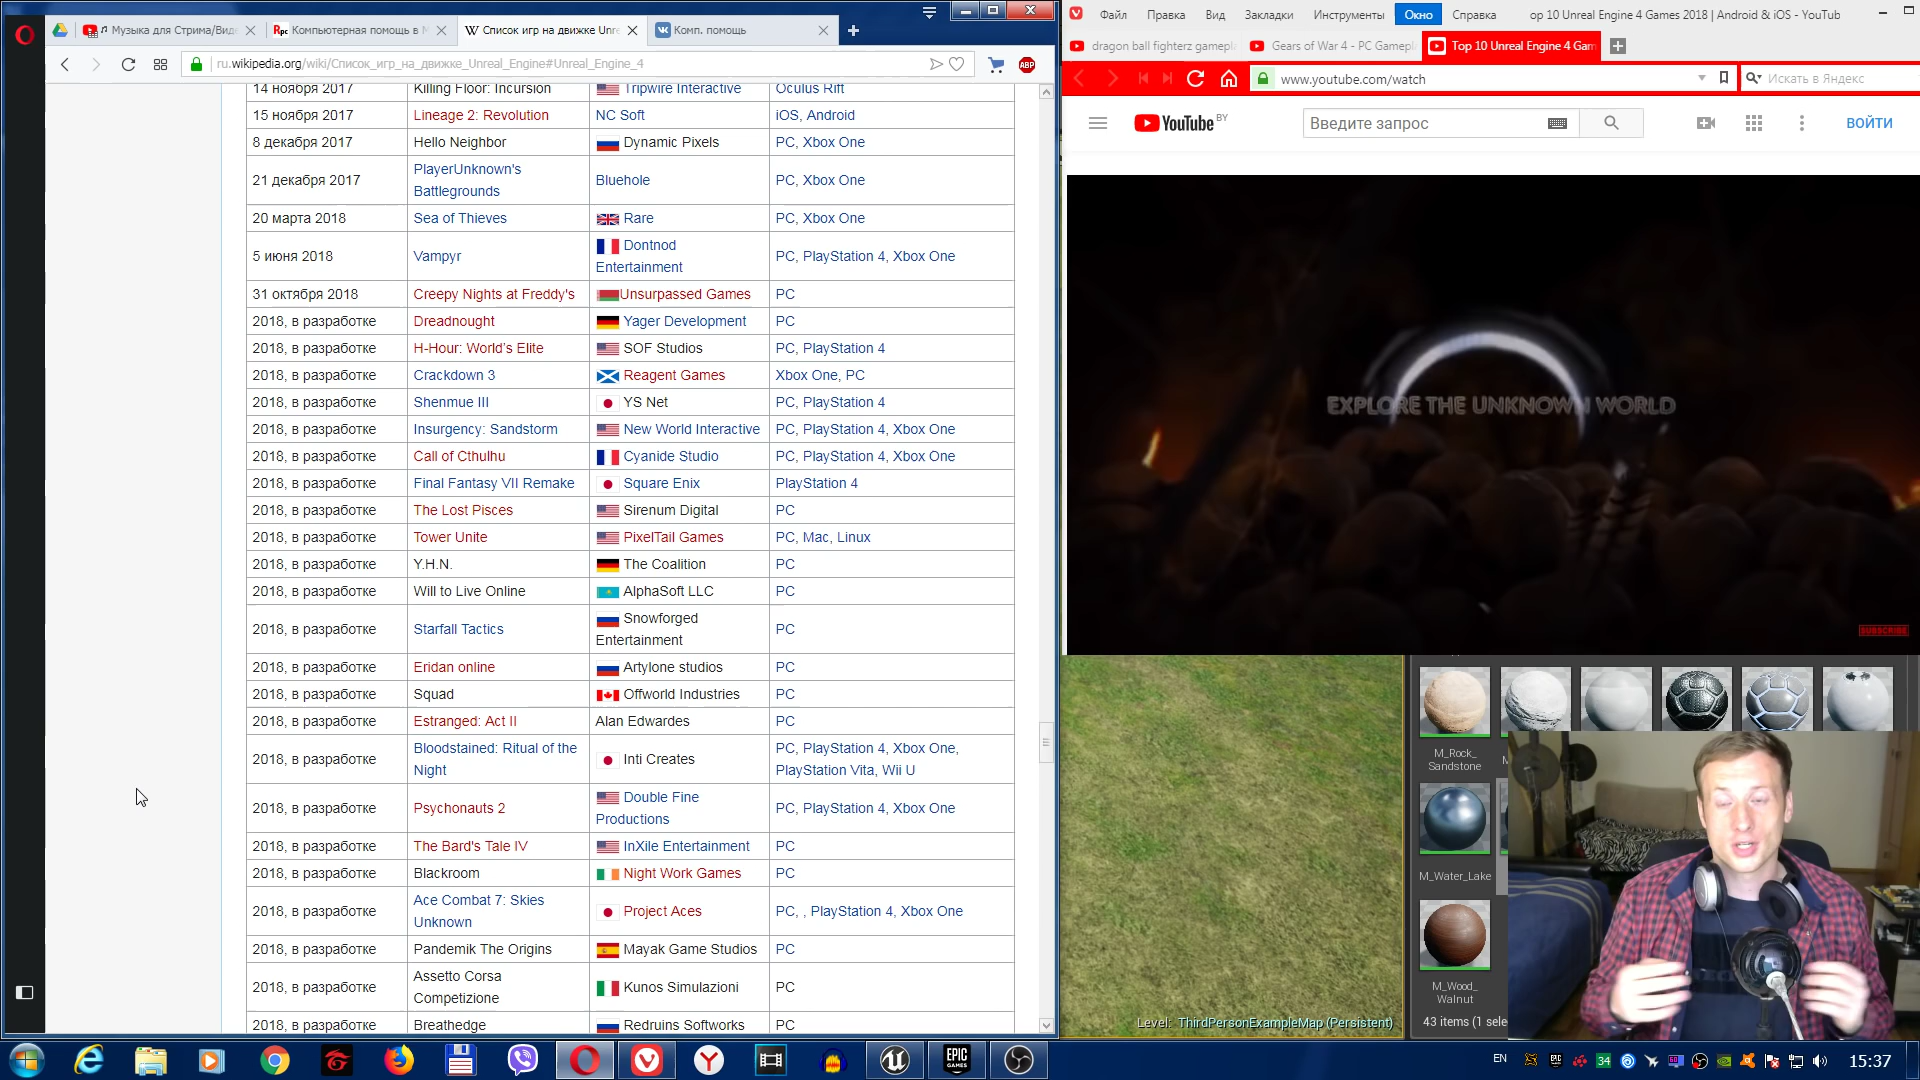 Музыка для Стрима/Вид
Компьютерная помощь в М
Список игр на движке Unre
Комп. помощь
ru.wikipedia.org/wiki/Список_игр_на_движке_Unreal_Engine#Unreal_Engine_4
ABP
14 ноября 2017 Killing Floor: Incursion Tripwire Interactive Oculus Rift
15 ноября 2017 Lineage 2: Revolution NC Soft iOS, Android
8 декабря 2017 Hello Neighbor Dynamic Pixels PC, Xbox One
21 декабря 2017 PlayerUnknown's Battlegrounds Bluehole PC, Xbox One
20 марта 2018 Sea of Thieves Rare PC, Xbox One
5 июня 2018 Vampyr Dontnod Entertainment PC, PlayStation 4, Xbox One
31 октября 2018 Creepy Nights at Freddy's Unsurpassed Games PC
2018, в разработке Dreadnought Yager Development PC
2018, в разработке H-Hour: World's Elite SOF Studios PC, PlayStation 4
2018, в разработке Crackdown 3 Reagent Games Xbox One, PC
2018, в разработке Shenmue III YS Net PC, PlayStation 4
2018, в разработке Insurgency: Sandstorm New World Interactive PC, PlayStation 4, Xbox One
2018, в разработке Call of Cthulhu Cyanide Studio PC, PlayStation 4, Xbox One
2018, в разработке Final Fantasy VII Remake Square Enix PlayStation 4
2018, в разработке The Lost Pisces Sirenum Digital PC
2018, в разработке Tower Unite PixelTail Games PC, Mac, Linux
2018, в разработке Y.H.N. The Coalition PC
2018, в разработке Will to Live Online AlphaSoft LLC PC
2018, в разработке Starfall Tactics Snowforged Entertainment PC
2018, в разработке Eridan online Artylone studios PC
2018, в разработке Squad Offworld Industries PC
2018, в разработке Estranged: Act II Alan Edwardes PC
2018, в разработке Bloodstained: Ritual of the Night Inti Creates PC, PlayStation 4, Xbox One, PlayStation Vita, Wii U
2018, в разработке Psychonauts 2 Double Fine Productions PC, PlayStation 4, Xbox One
2018, в разработке The Bard's Tale IV InXile Entertainment PC
2018, в разработке Blackroom Night Work Games PC
2018, в разработке Ace Combat 7: Skies Unknown Project Aces PC, , PlayStation 4, Xbox One
2018, в разработке Pandemik The Origins Mayak Game Studios PC
2018, в разработке Assetto Corsa Competizione Kunos Simulazioni PC
2018, в разработке Breathedge Redruins Softworks PC
Файл Правка Вид Закладки Инструменты Окно Справка
op 10 Unreal Engine 4 Games 2018 | Android & iOS - YouTub
dragon ball fighterz gamepl
Gears of War 4 - PC Gamepl
Top 10 Unreal Engine 4 Gam
www.youtube.com/watch
Искать в Яндекс
YouTube BY
Введите запрос
ВОЙТИ
EXPLORE THE UNKNOWN WORLD
SUBSCRIBE
M_Rock_
Sandstone
M_Water_Lake
M_Wood_
Walnut
43 items (1 sele
Level: ThirdPersonExampleMap (Persistent)
EPIC
GAMES
EN
34
15:37